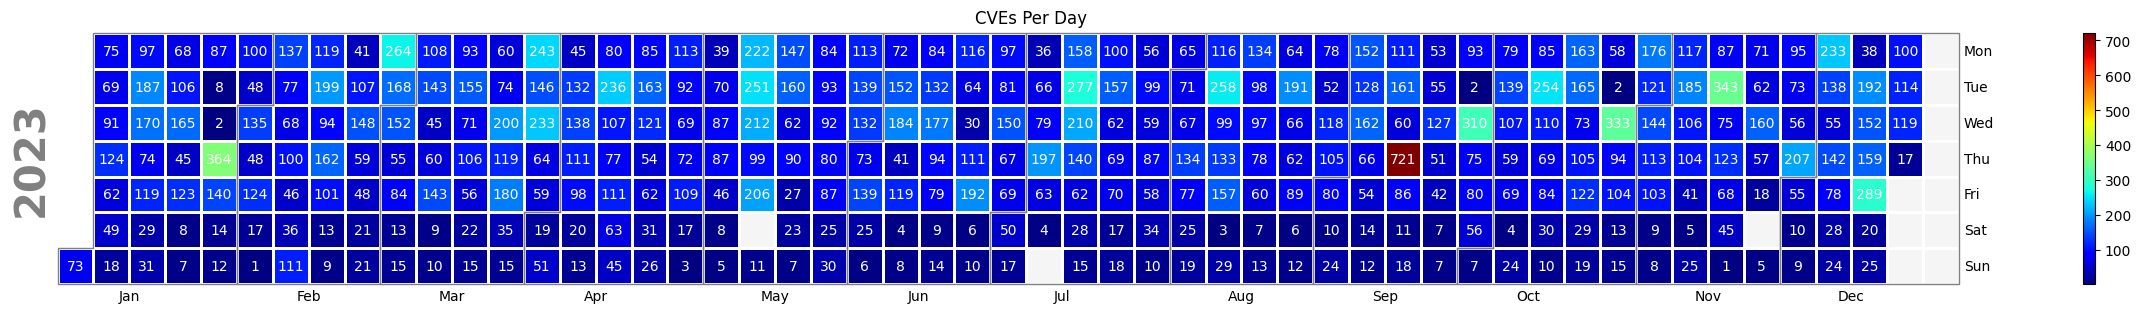 CVEs Per Day
2023
75 97 68 87 100 137 119 41 264 108 93 60 243 45 80 85 113 39 222 147 84 113 72 84 116 97 36 158 100 56 65 116 134 64 78 152 111 53 93 79 85 163 58 176 117 87 71 95 233 38 100 Mon
69 187 106 8 48 77 199 107 168 143 155 74 146 132 236 163 92 70 251 160 93 139 152 132 64 81 66 277 157 99 71 258 98 191 52 128 161 55 2 139 254 165 2 121 185 343 62 73 138 192 114 Tue
91 170 165 2 135 68 94 148 152 45 71 200 233 138 107 121 69 87 212 62 92 132 184 177 30 150 79 210 62 59 67 99 97 66 118 162 60 127 310 107 110 73 333 144 106 75 160 56 55 152 119 Wed
124 74 45 364 48 100 162 59 55 60 106 119 64 111 77 54 72 87 99 90 80 73 41 94 111 67 197 140 69 87 134 133 78 62 105 66 721 51 75 59 69 105 94 113 104 123 57 207 142 159 17 Thu
62 119 123 140 124 46 101 48 84 143 56 180 59 98 111 62 109 46 206 27 87 139 119 79 192 69 63 62 70 58 77 157 60 89 80 54 86 42 80 69 84 122 104 103 41 68 18 55 78 289 Fri
49 29 8 14 17 36 13 21 13 9 22 35 19 20 63 31 17 8 23 25 25 4 9 6 50 4 28 17 34 25 3 7 6 10 14 11 7 56 4 30 29 13 9 5 45 10 28 20 Sat
73 18 31 7 12 1 111 9 21 15 10 15 15 51 13 45 26 3 5 11 7 30 6 8 14 10 17 15 18 10 19 29 13 12 24 12 18 7 7 24 10 19 15 8 25 1 5 9 24 25 Sun
Jan Feb Mar Apr May Jun Jul Aug Sep Oct Nov Dec
700
600
500
400
300
200
100